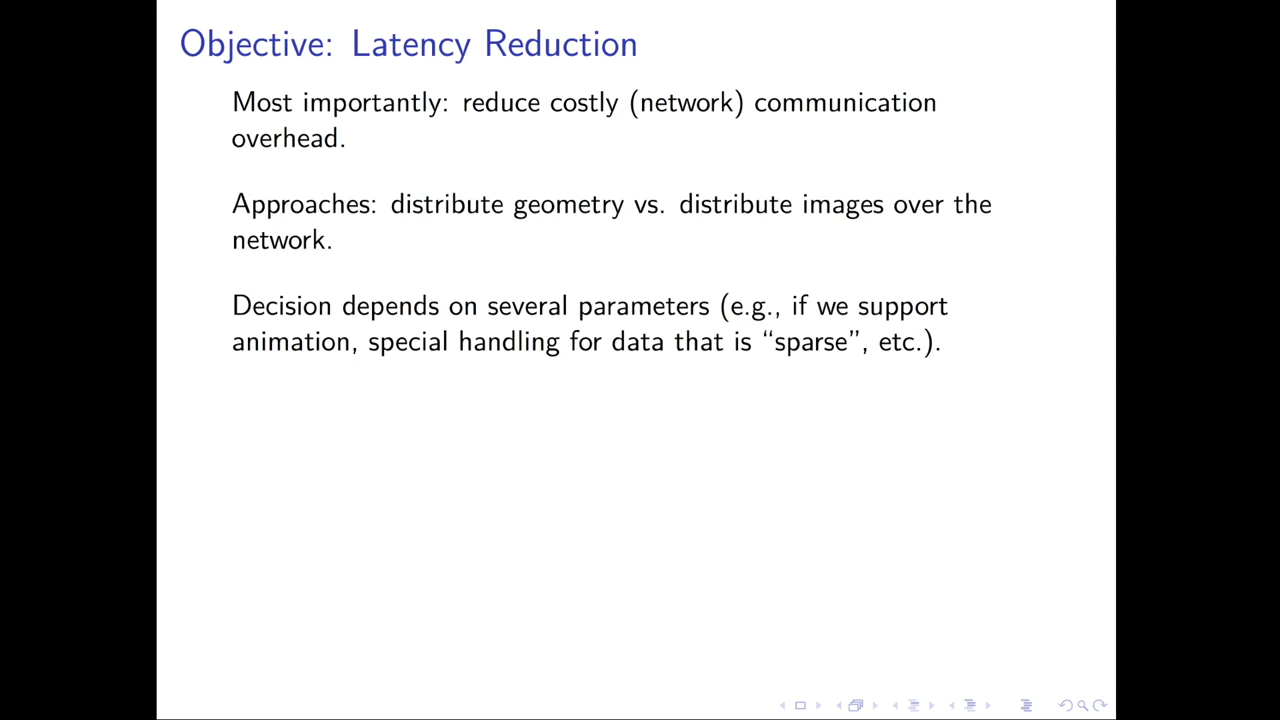 Objective: Latency Reduction
Most importantly: reduce costly (network) communication
overhead.
Approaches: distribute geometry vs. distribute images over the
network.
Decision depends on several parameters (e.g., if we support
animation, special handling for data that is “sparse”, etc.).